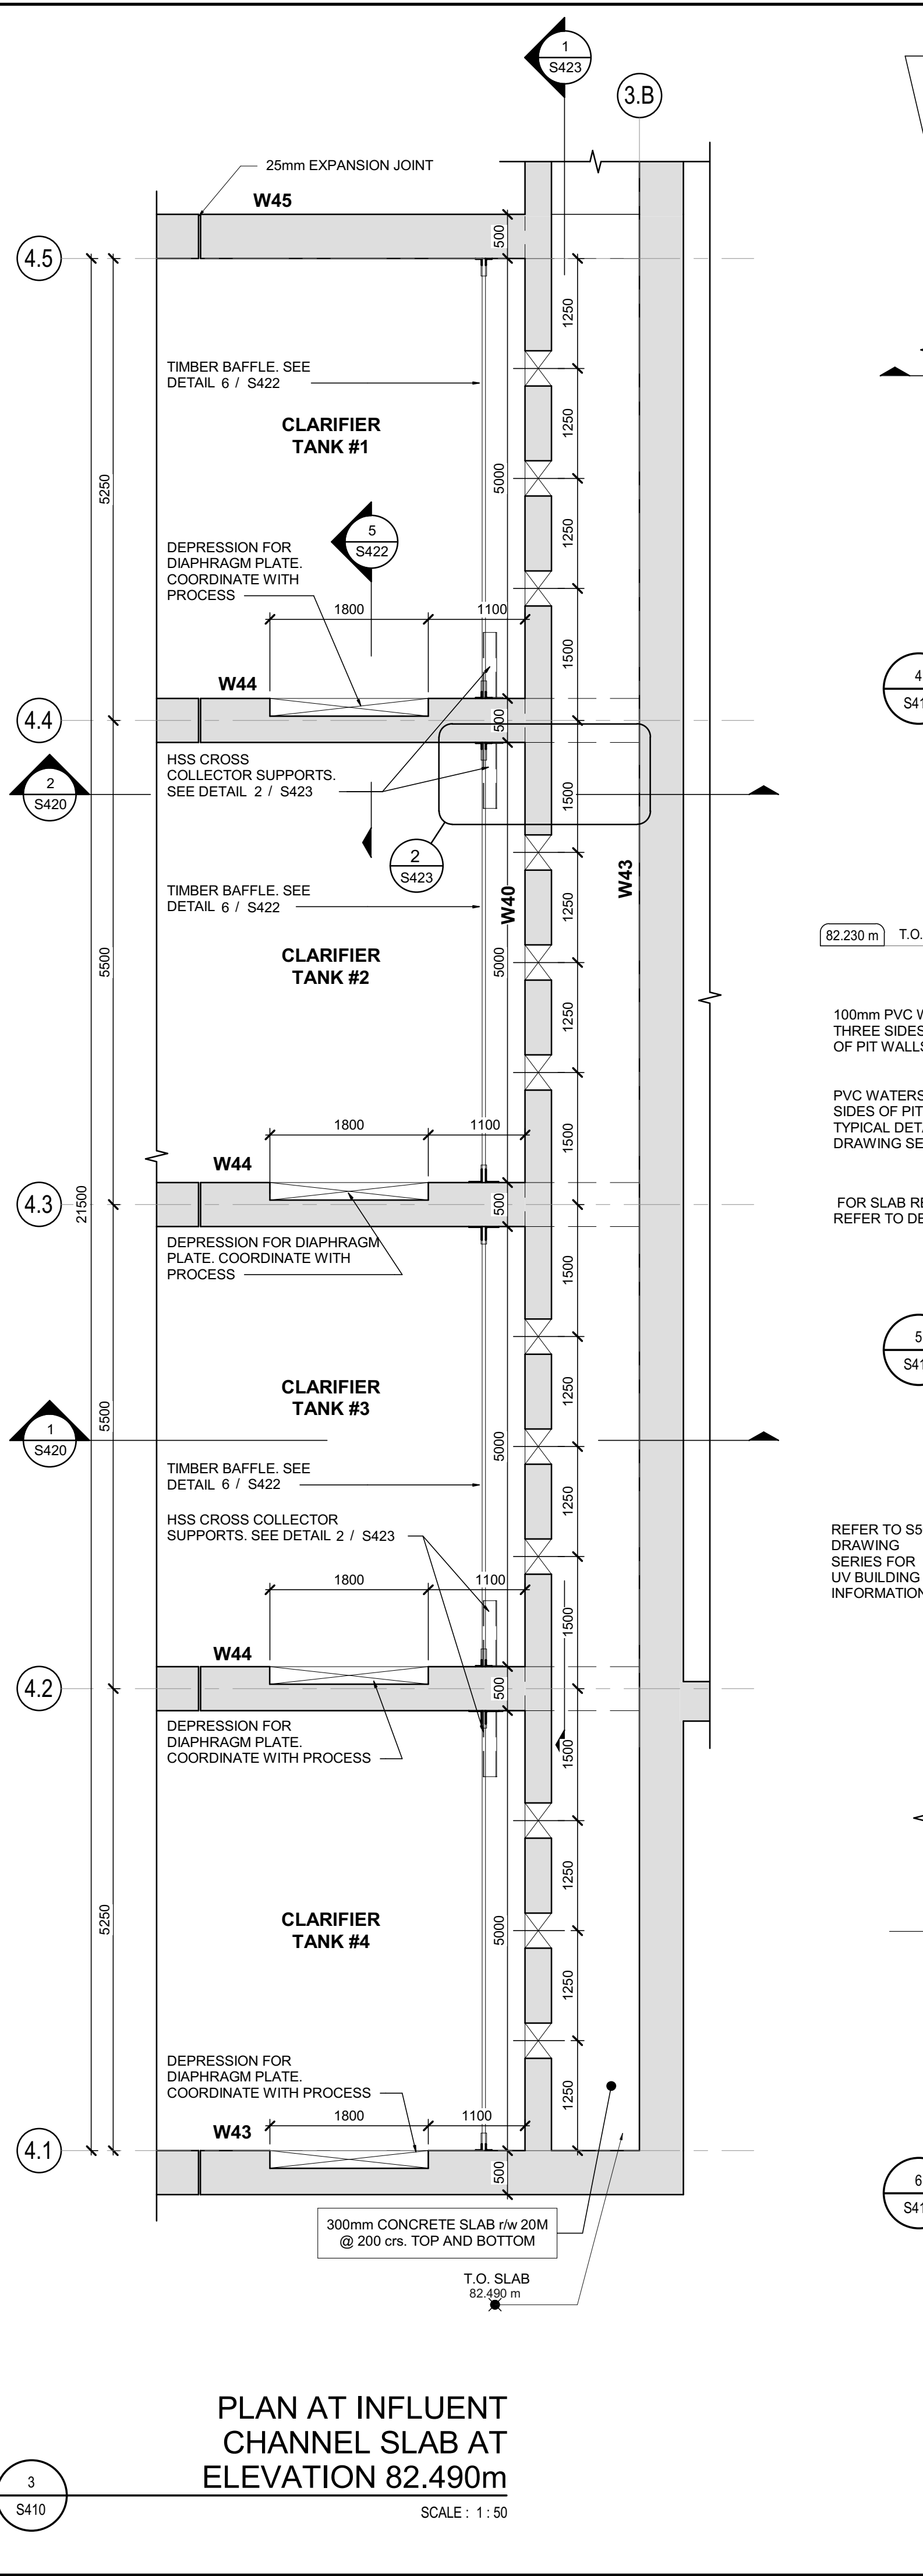 1
S423
3.B
25mm EXPANSION JOINT
W45
500
4.5
1250
TIMBER BAFFLE. SEE
DETAIL 6 / S422
CLARIFIER
TANK #1
1250
5250
5000
5
S422
DEPRESSION FOR
DIAPHRAGM PLATE.
COORDINATE WITH
PROCESS
1250
1800
1100
1500
W44
4.4
500
HSS CROSS
COLLECTOR SUPPORTS.
SEE DETAIL 2 / S423
2
S420
1500
2
S423
W43
W40
TIMBER BAFFLE. SEE
DETAIL 6 / S422
1250
CLARIFIER
TANK #2
5500
5000
1250
1800
1100
1500
W44
4.3
21500
500
DEPRESSION FOR DIAPHRAGM
PLATE. COORDINATE WITH
PROCESS
1500
CLARIFIER
TANK #3
1250
5500
1
S420
5000
TIMBER BAFFLE. SEE
DETAIL 6 / S422
1250
HSS CROSS COLLECTOR
SUPPORTS. SEE DETAIL 2 / S423
1800
1100
1500
W44
4.2
500
DEPRESSION FOR
DIAPHRAGM PLATE.
COORDINATE WITH PROCESS
1500
1250
CLARIFIER
TANK #4
5250
5000
1250
DEPRESSION FOR
DIAPHRAGM PLATE.
COORDINATE WITH PROCESS
1250
1800
1100
W43
4.1
500
300mm CONCRETE SLAB r/w 20M
@ 200 crs. TOP AND BOTTOM
T.O. SLAB
82.490 m
PLAN AT INFLUENT
CHANNEL SLAB AT
ELEVATION 82.490m
3
S410
SCALE : 1 : 50
4
82.230 m T.O.
100mm PVC
THREE SIDES
OF PIT
PVC
SIDES OF PIT
TYPICAL
DRAWING
FOR SLAB
REFER TO
5
REFER TO
DRAWING
SERIES FOR
UV BUILDING
6